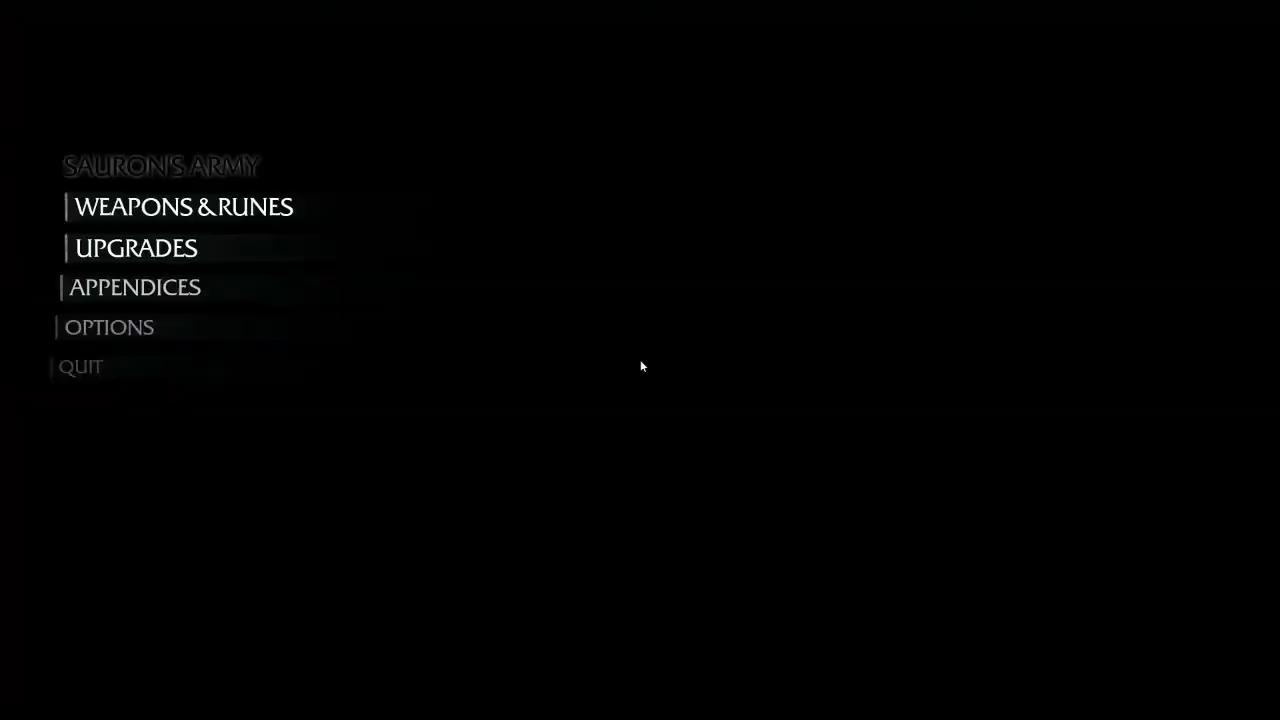 SAURON'S ARMY
WEAPONS & RUNES
UPGRADES
APPENDICES
OPTIONS
QUIT